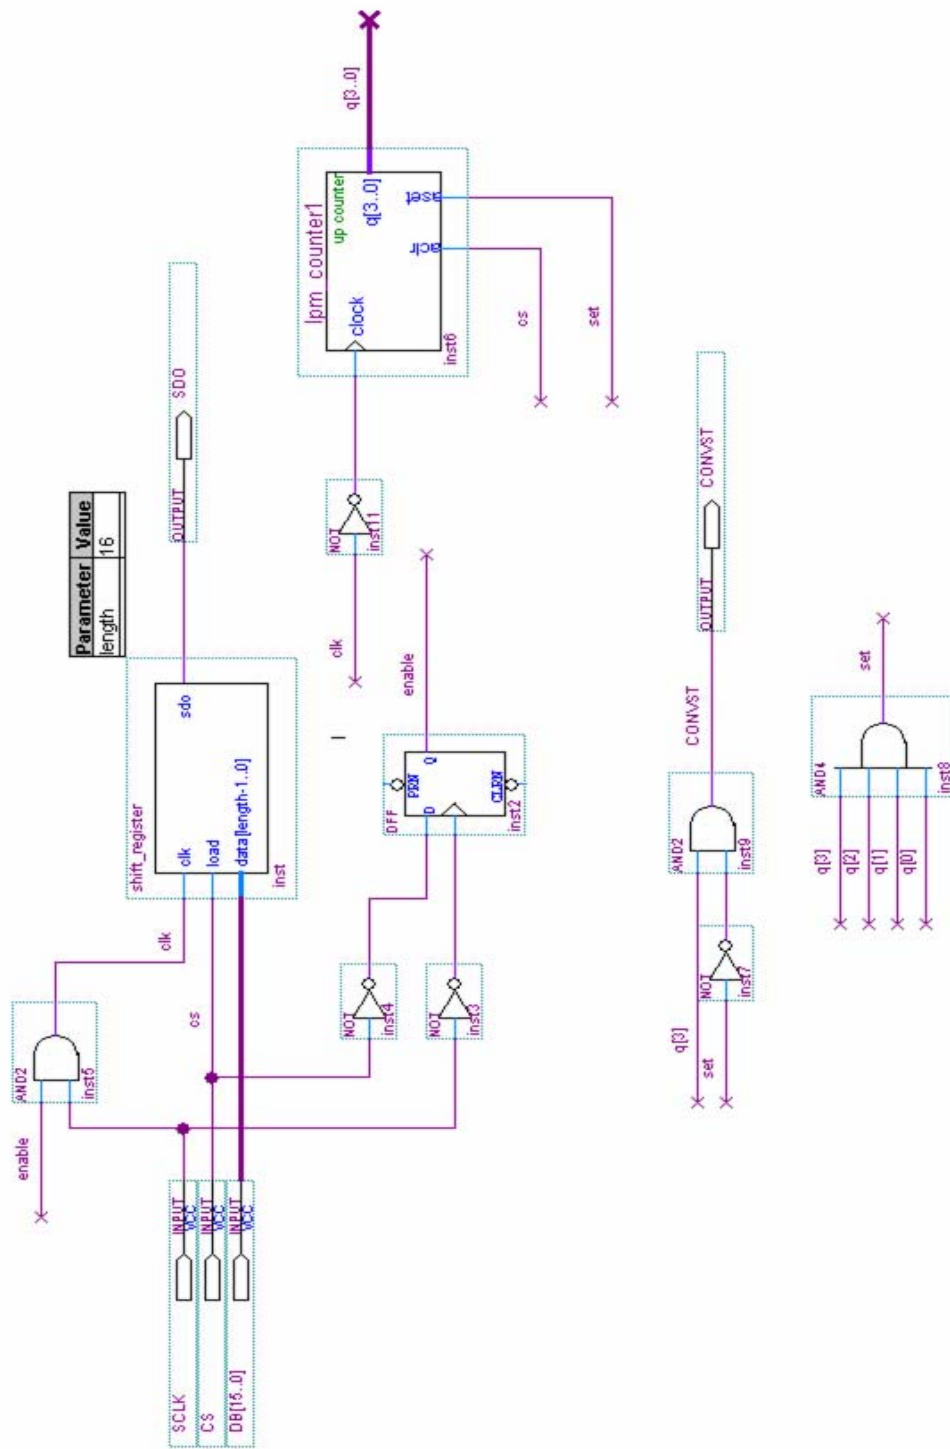 Parameter Value
length 16
shift_register
clk
load
data[length-1..0]
sdo
inst
OUTPUT
SDO
AND2
inst5
enable
clk
cs
SCLK
INPUT
VCC
CS
INPUT
VCC
DB[15..0]
INPUT
VCC
NOT
inst4
NOT
inst3
DFF
PRN
D
Q
CLRN
inst2
enable
clk
NOT
inst11
lpm_counter1
up counter
clock
q[3..0]
aclr
aset
inst6
q[3..0]
cs
set
q[3]
set
NOT
inst7
AND2
inst9
CONVST
OUTPUT
CONVST
q[3]
q[2]
q[1]
q[0]
AND4
inst8
set